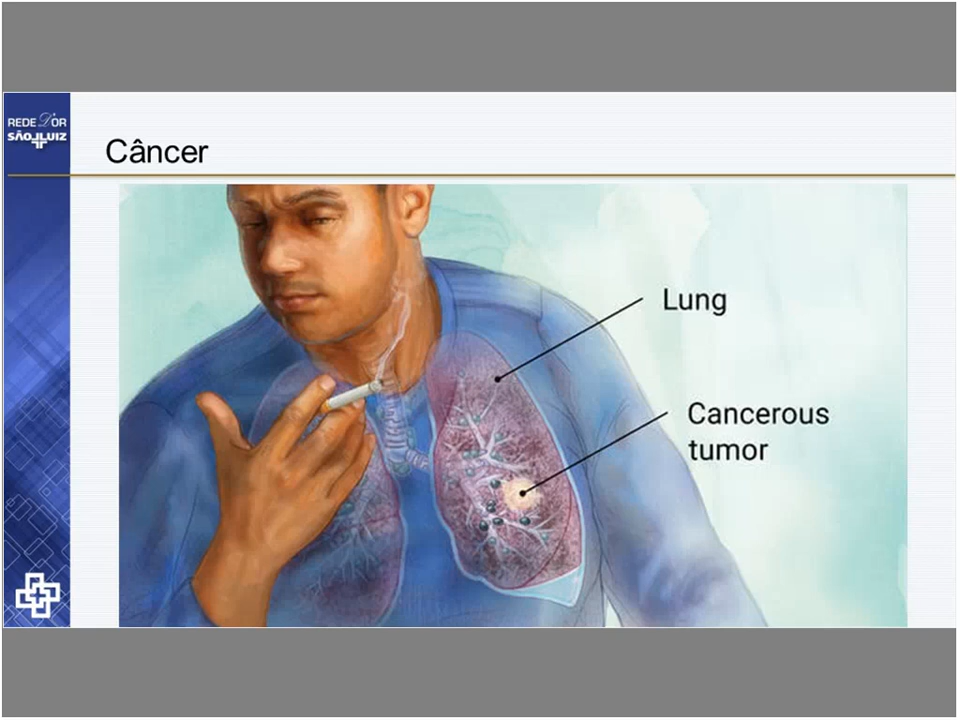 REDE D'OR
SÃO LUIZ
Câncer
Lung
Cancerous
tumor